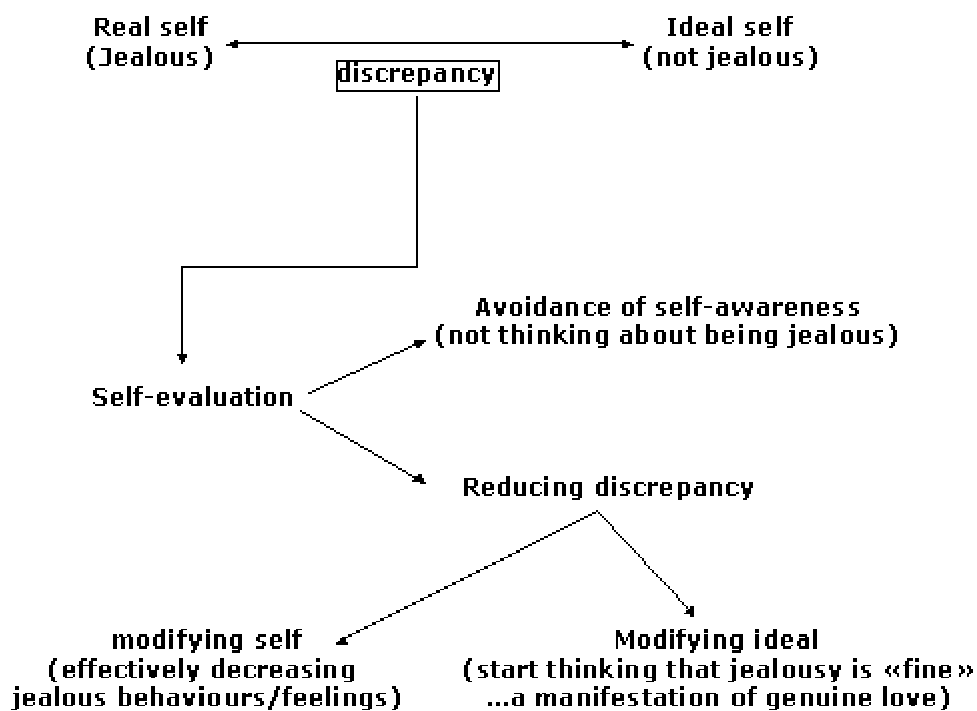 Real self
(Jealous)
Ideal self
(not jealous)
discrepancy
Avoidance of self-awareness
(not thinking about being jealous)
Self-evaluation
Reducing discrepancy
modifying self
(effectively decreasing
jealous behaviours/feelings)
Modifying ideal
(start thinking that jealousy is «fine»
...a manifestation of genuine love)